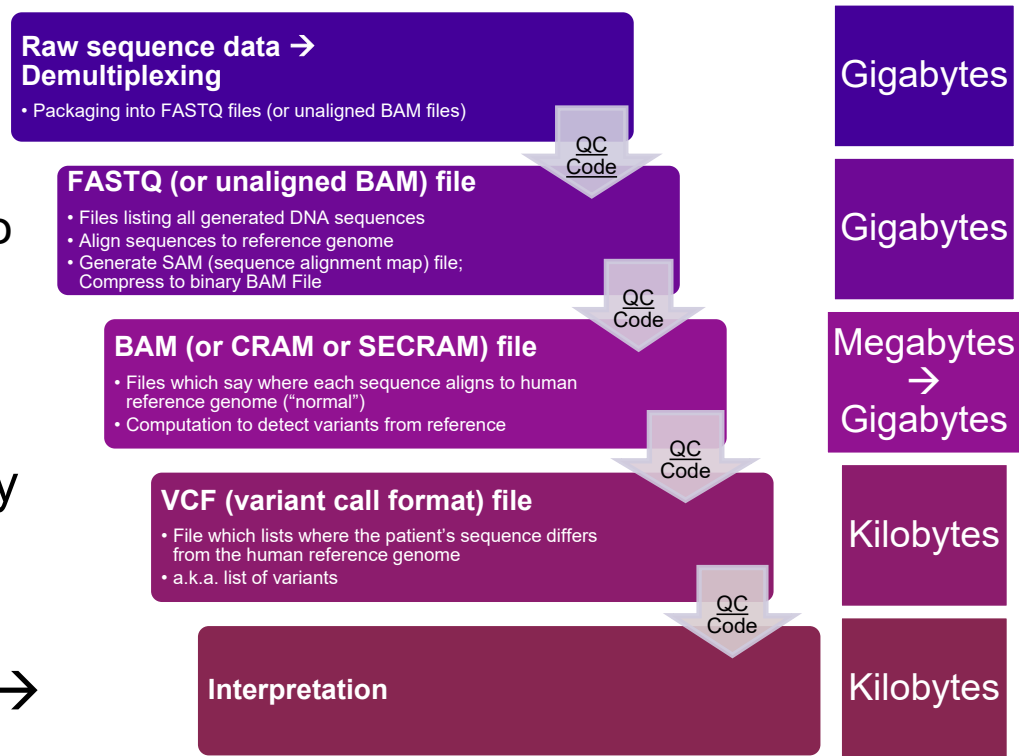 Raw sequence data →
Demultiplexing
• Packaging into FASTQ files (or unaligned BAM files)
Gigabytes
QC
Code
FASTQ (or unaligned BAM) file
• Files listing all generated DNA sequences
• Align sequences to reference genome
• Generate SAM (sequence alignment map) file;
Compress to binary BAM File
Gigabytes
QC
Code
BAM (or CRAM or SECRAM) file
• Files which say where each sequence aligns to human
reference genome (“normal”)
• Computation to detect variants from reference
Megabytes
→
Gigabytes
QC
Code
y
VCF (variant call format) file
• File which lists where the patient’s sequence differs
from the human reference genome
• a.k.a. list of variants
Kilobytes
QC
Code
→
Interpretation
Kilobytes